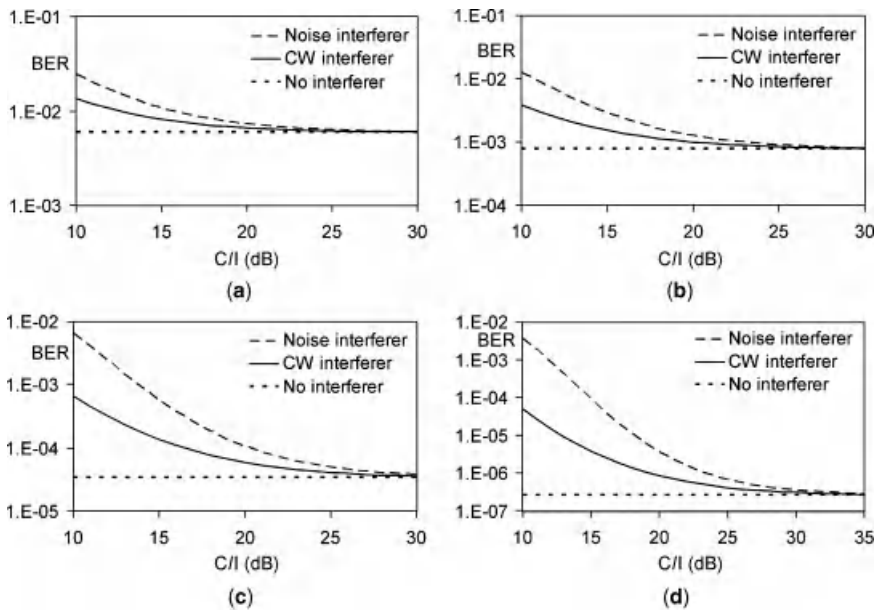 1.E-01
BER
1.E-02
1.E-03
Noise interferer
CW interferer
No interferer
10 15 20 25 30
C/I (dB)
(a)
1.E-01
BER
1.E-02
1.E-03
1.E-04
Noise interferer
CW interferer
No interferer
10 15 20 25 30
C/I (dB)
(b)
1.E-02
BER
1.E-03
1.E-04
1.E-05
Noise interferer
CW interferer
No interferer
10 15 20 25 30
C/I (dB)
(c)
1.E-02
BER
1.E-03
1.E-04
1.E-05
1.E-06
1.E-07
Noise interferer
CW interferer
No interferer
10 15 20 25 30 35
C/I (dB)
(d)